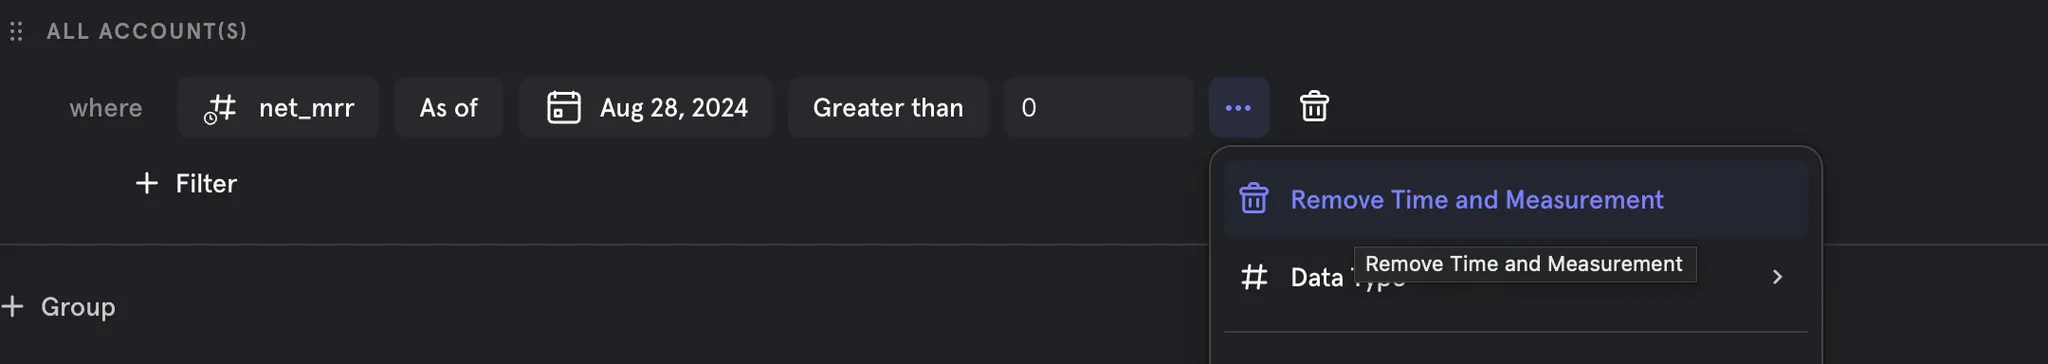 ALL ACCOUNT(S)
where net_mrr As of Aug 28, 2024 Greater than 0
Filter
Remove Time and Measurement
Remove Time and Measurement
Data Type
Group